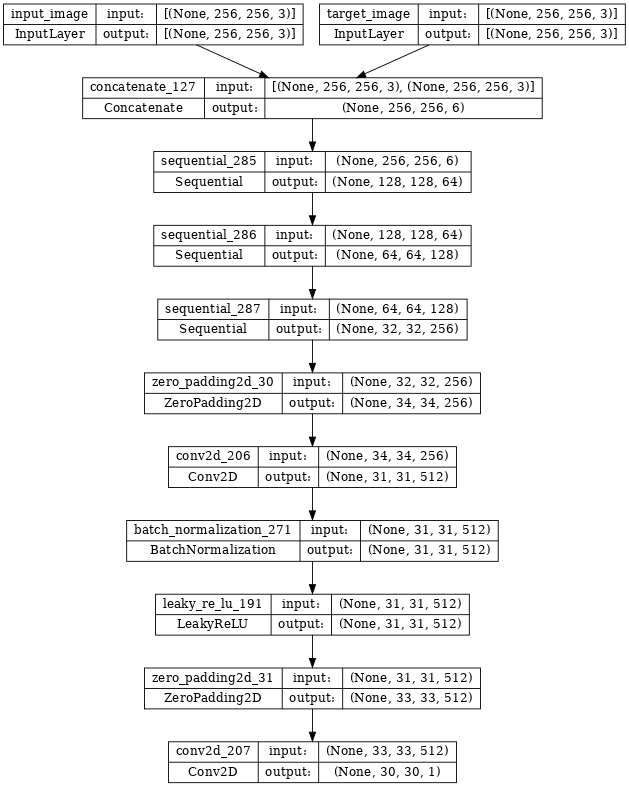 input_image input: [(None, 256, 256, 3)]
InputLayer output: [(None, 256, 256, 3)]
target_image input: [(None, 256, 256, 3)]
InputLayer output: [(None, 256, 256, 3)]
concatenate_127 input: [(None, 256, 256, 3), (None, 256, 256, 3)]
Concatenate output: (None, 256, 256, 6)
sequential_285 input: (None, 256, 256, 6)
Sequential output: (None, 128, 128, 64)
sequential_286 input: (None, 128, 128, 64)
Sequential output: (None, 64, 64, 128)
sequential_287 input: (None, 64, 64, 128)
Sequential output: (None, 32, 32, 256)
zero_padding2d_30 input: (None, 32, 32, 256)
ZeroPadding2D output: (None, 34, 34, 256)
conv2d_206 input: (None, 34, 34, 256)
Conv2D output: (None, 31, 31, 512)
batch_normalization_271 input: (None, 31, 31, 512)
BatchNormalization output: (None, 31, 31, 512)
leaky_re_lu_191 input: (None, 31, 31, 512)
LeakyReLU output: (None, 31, 31, 512)
zero_padding2d_31 input: (None, 31, 31, 512)
ZeroPadding2D output: (None, 33, 33, 512)
conv2d_207 input: (None, 33, 33, 512)
Conv2D output: (None, 30, 30, 1)